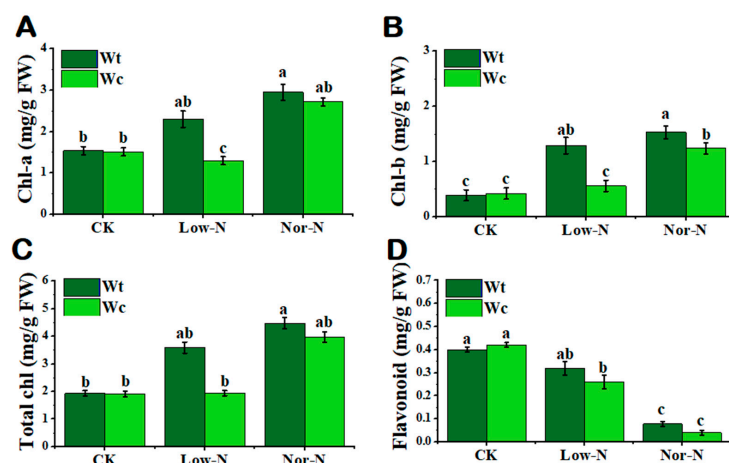 A
Chl-a (mg/g FW)
4
3
2
1
0
Wt
Wc
b b ab c a ab
CK Low-N Nor-N
B
Chl-b (mg/g FW)
3
2
1
0
Wt
Wc
c c ab c a b
CK Low-N Nor-N
C
Total chl (mg/g FW)
6
5
4
3
2
1
0
Wt
Wc
b b ab b a ab
CK Low-N Nor-N
D
Flavonoid (mg/g FW)
0.7
0.6
0.5
0.4
0.3
0.2
0.1
0.0
Wt
Wc
a a ab b c c
CK Low-N Nor-N